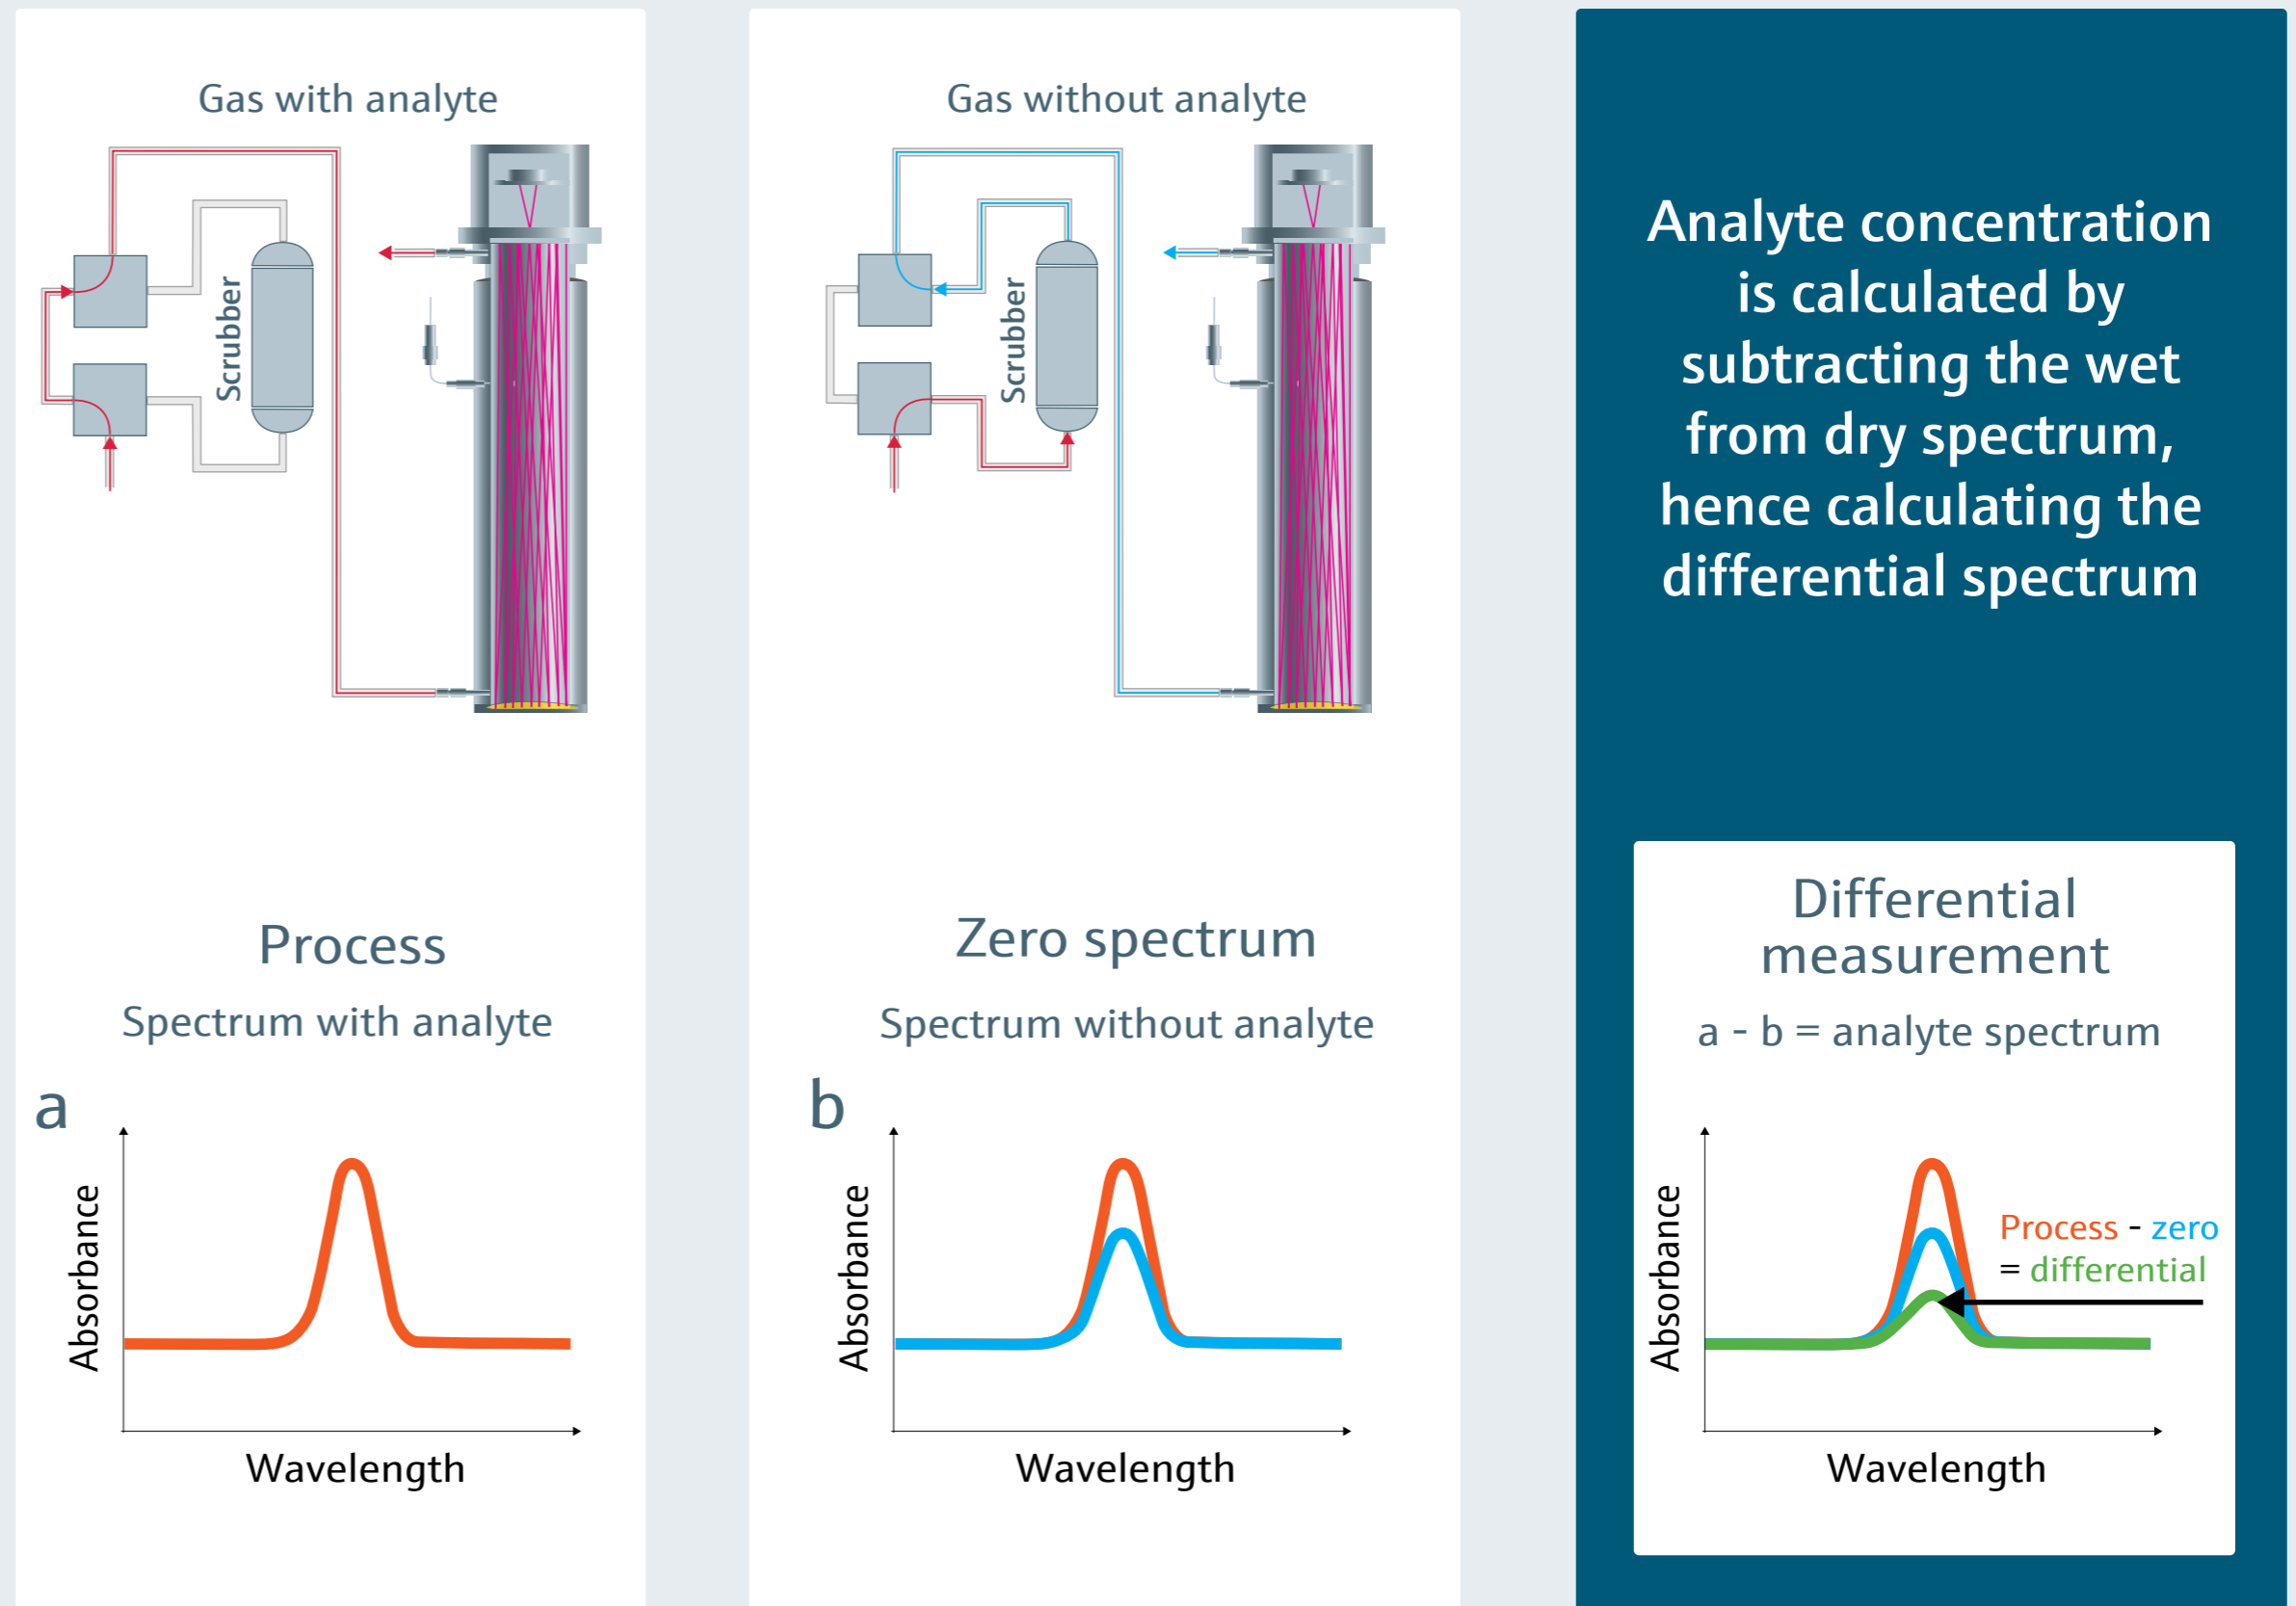 Gas with analyte
Scrubber
Process
Spectrum with analyte
a
Absorbance
Wavelength
Gas without analyte
Scrubber
Zero spectrum
Spectrum without analyte
b
Absorbance
Wavelength
Analyte concentration
is calculated by
subtracting the wet
from dry spectrum,
hence calculating the
differential spectrum
Differential
measurement
a - b = analyte spectrum
Absorbance
Process - zero
= differential
Wavelength